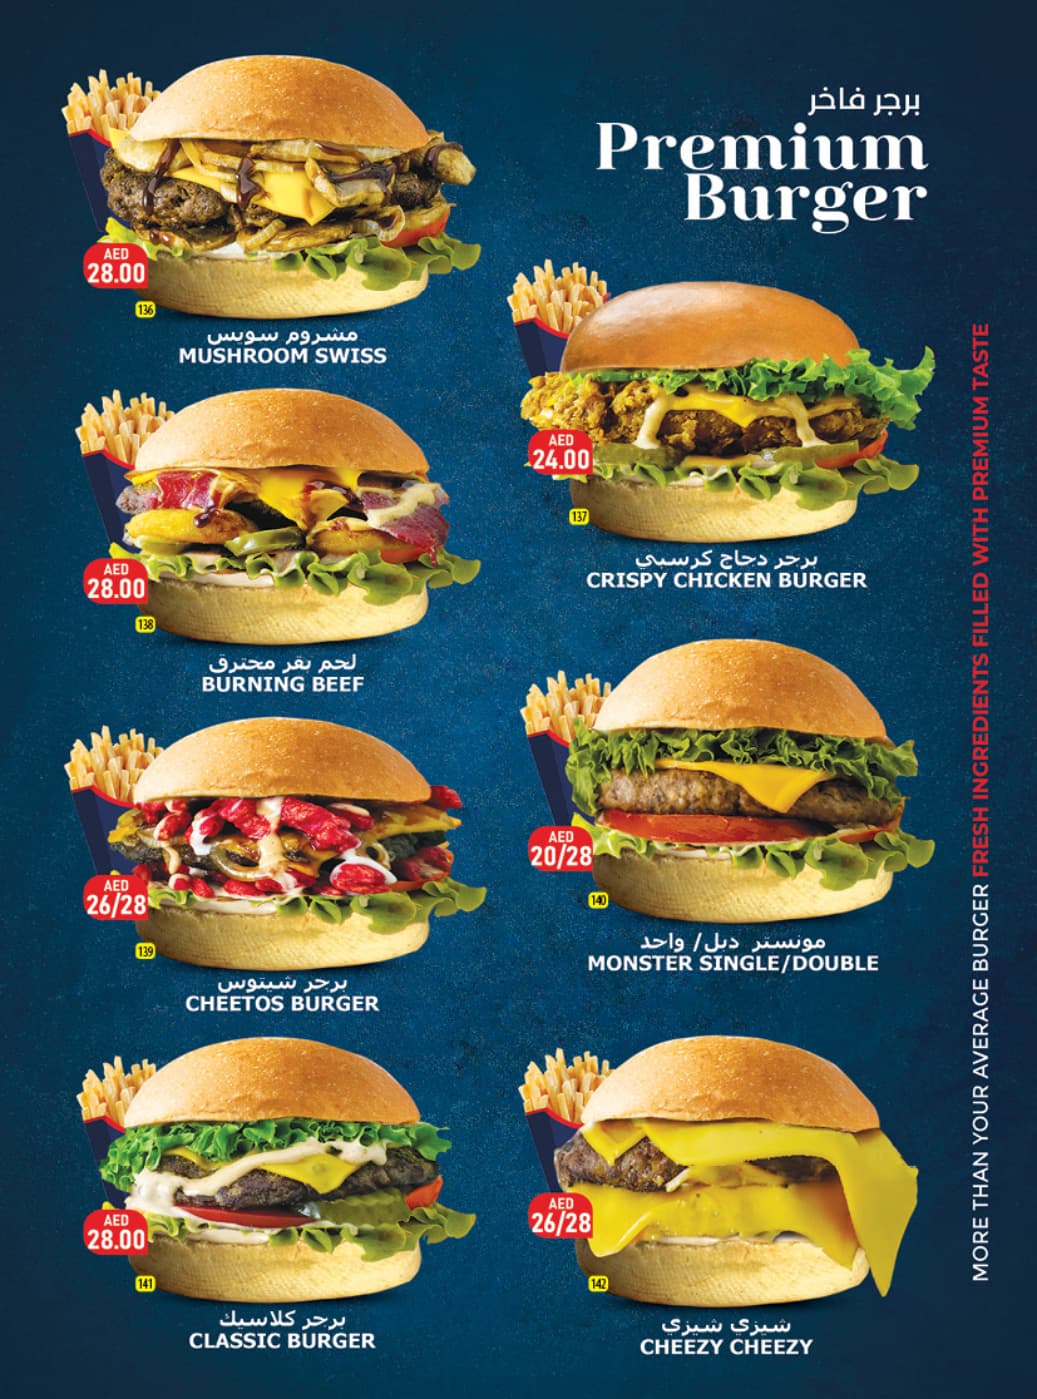 برجر فاخر
Premium
Burger
AED
28.00
136
مشروم سويس
MUSHROOM SWISS
AED
24.00
137
برجر دجاج كرسبي
CRISPY CHICKEN BURGER
AED
28.00
138
لحم بقر محترق
BURNING BEEF
AED
26/28
139
برجر شيتوس
CHEETOS BURGER
AED
20/28
140
مونستر دبل/ واحد
MONSTER SINGLE/DOUBLE
AED
28.00
141
برجر كلاسيك
CLASSIC BURGER
AED
26/28
142
شيزي شيزي
CHEEZY CHEEZY
MORE THAN YOUR AVERAGE BURGER FRESH INGREDIENTS FILLED WITH PREMIUM TASTE